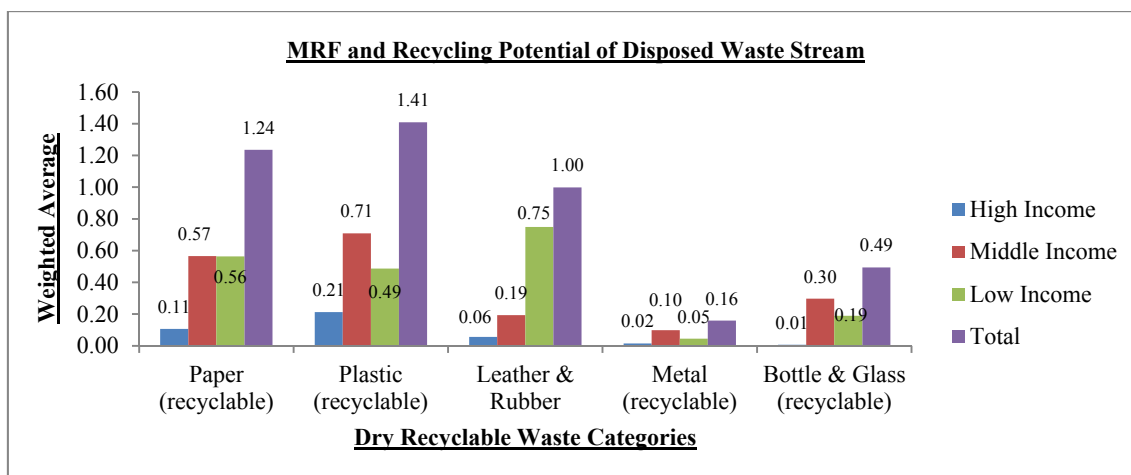 MRF and Recycling Potential of Disposed Waste Stream
Weighted Average
1.60
1.40
1.20
1.00
0.80
0.60
0.40
0.20
0.00
0.11
0.57
0.56
1.24
0.21
0.71
0.49
1.41
0.06
0.19
0.75
1.00
0.02
0.10
0.05
0.16
0.01
0.30
0.19
0.49
Paper
(recyclable)
Plastic
(recyclable)
Leather &
Rubber
Metal
(recyclable)
Bottle & Glass
(recyclable)
Dry Recyclable Waste Categories
High Income
Middle Income
Low Income
Total